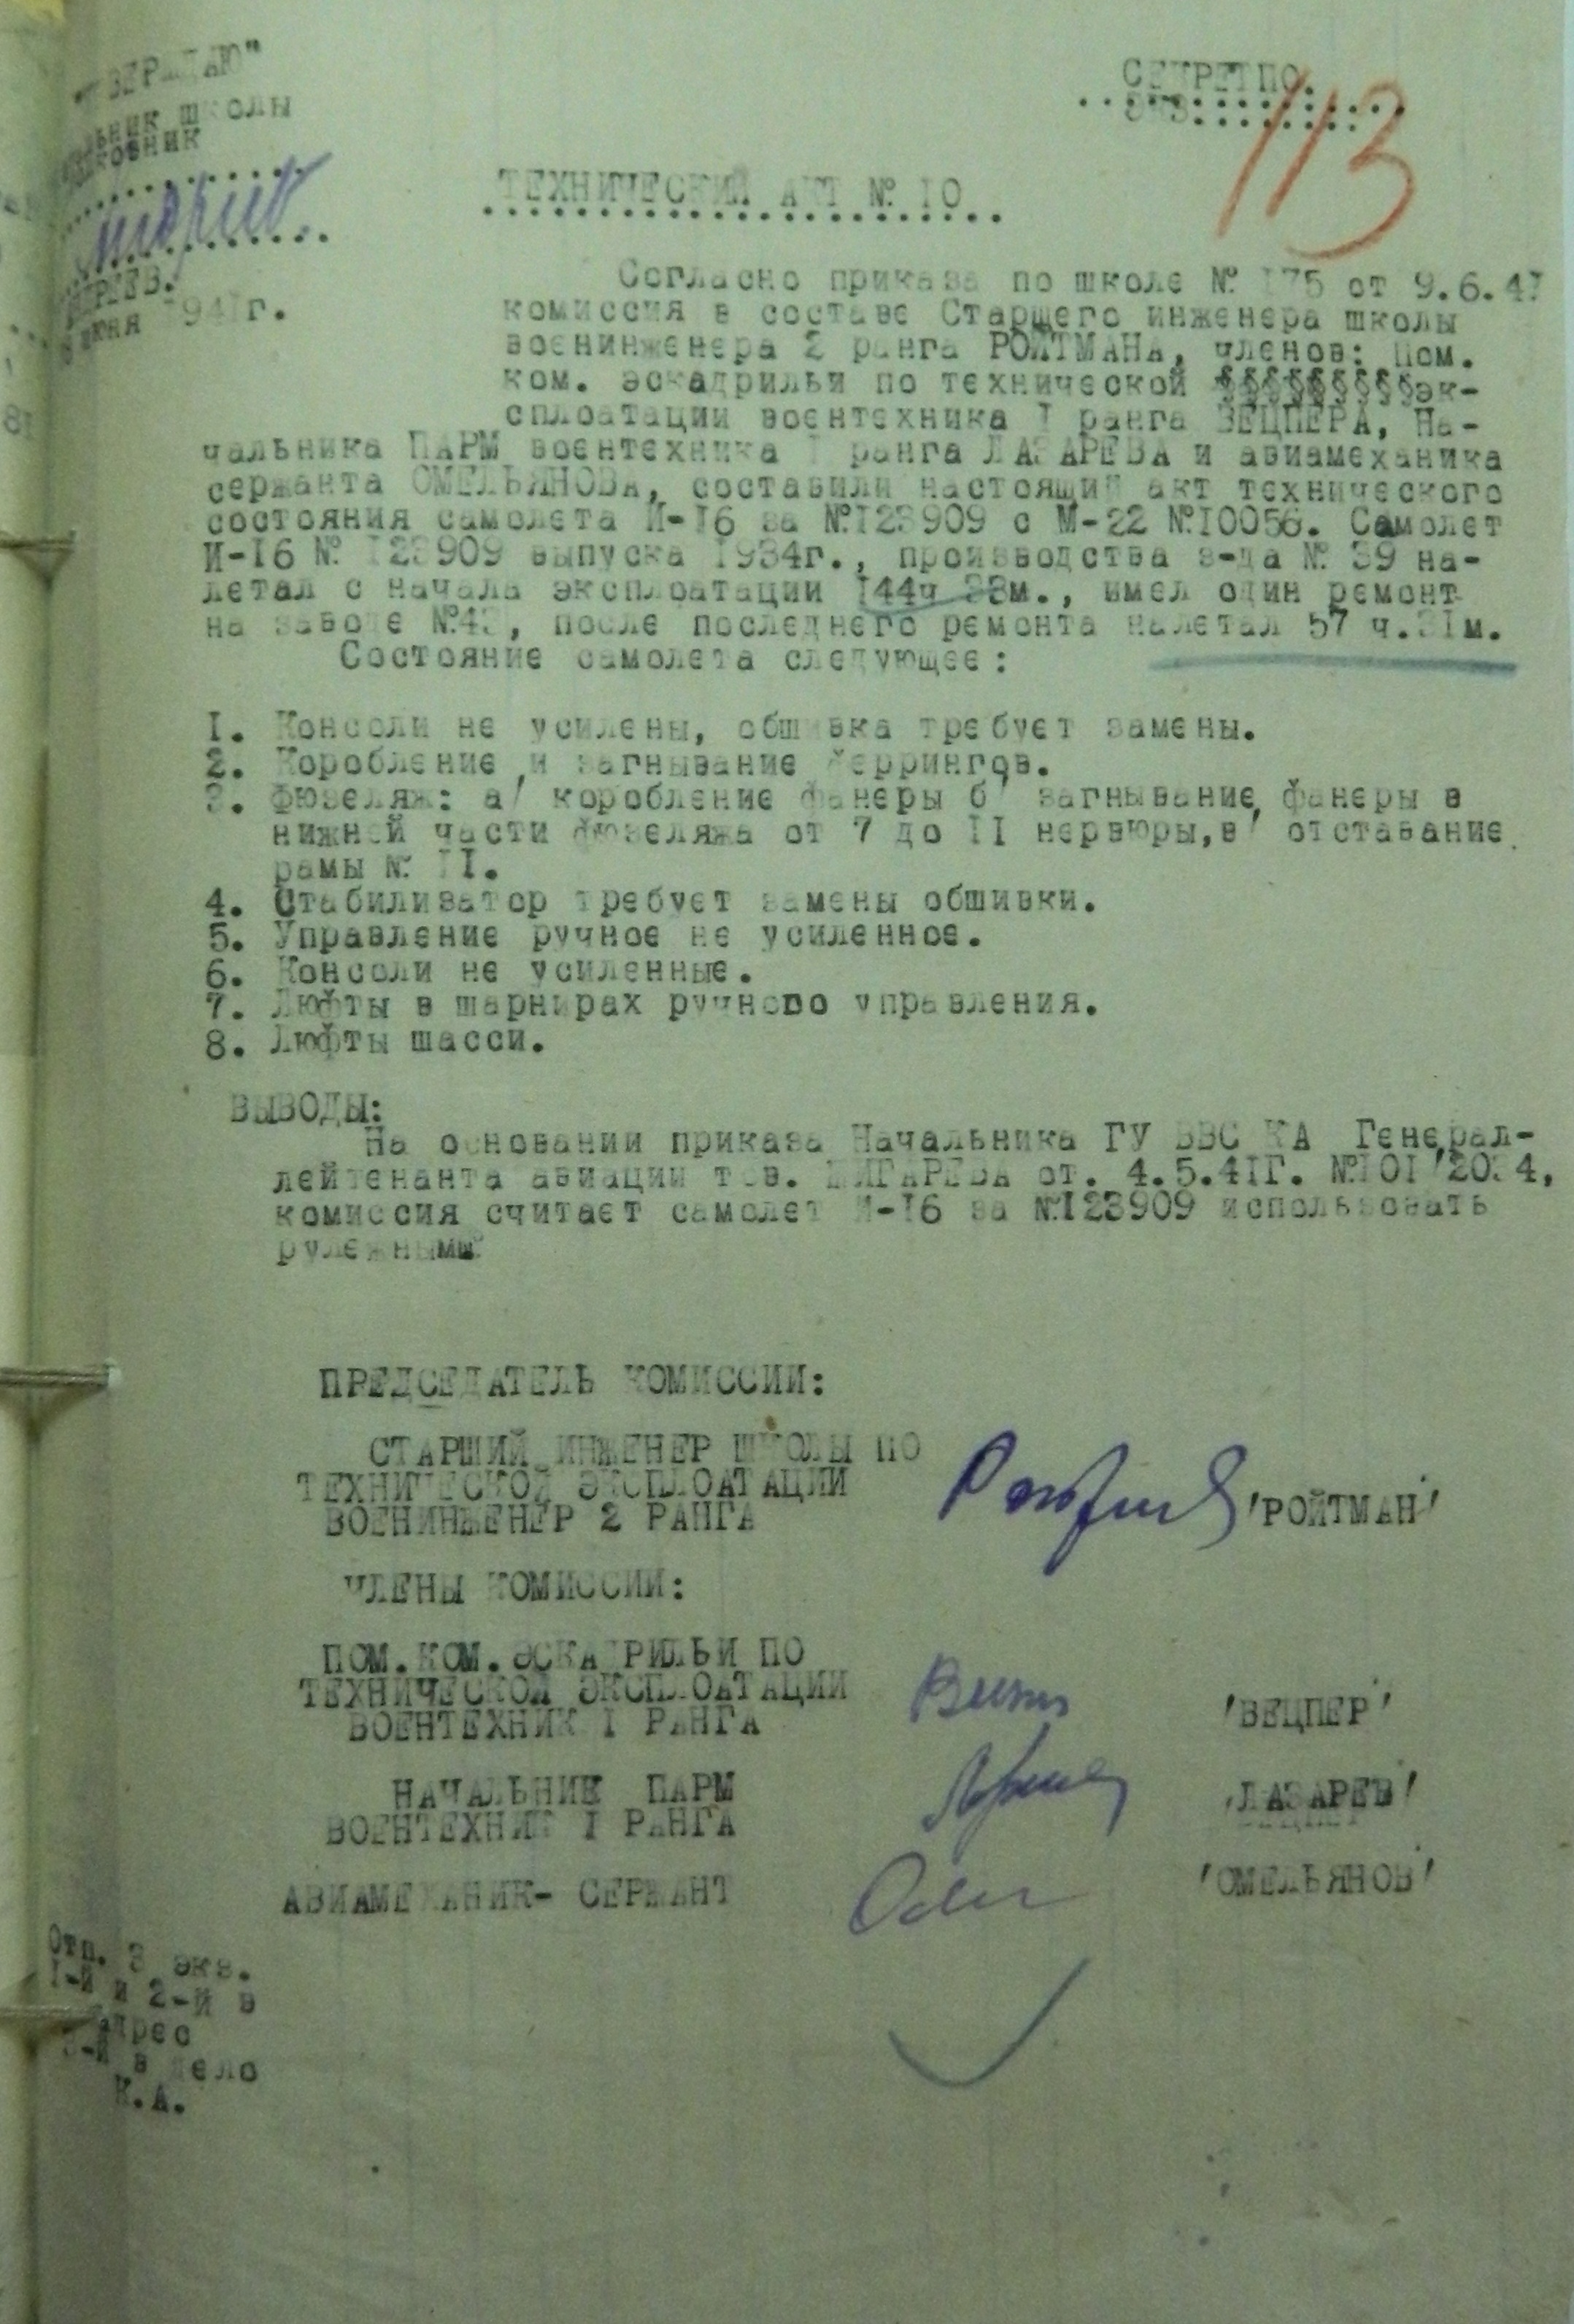 "УТВЕРЖДАЮ"
НАЧАЛЬНИК ШКОЛЫ
ПОЛКОВНИК
1941г.
СЕКРЕТНО.
113
ТЕХНИЧЕСКИЙ АКТ № 10
Согласно приказа по школе № 175 от 9.6.41
комиссия в составе Старшего инженера школы
военинженера 2 ранга РОЙТМАНА, членов: Пом.
ком. эскадрильи по технической §§§§§§§§§эк-
сплоатации воентехника I ранга ВЕЦПЕРА, На-
чальника ПАРМ воентехника I ранга ЛАЗАРЕВА и авиамеханика
сержанта ОМЕЛЬЯНОВА, составили настоящий акт технического
состояния самолета И-16 за №123909 с М-22 №10056. Самолет
И-16 № 123909 выпуска 1934г., производства з-да № 39 на-
летал с начала эксплоатации 144ч 38м., имел один ремонт
на заводе №43, после последнего ремонта налетал 57 ч.31м.
Состояние самолета следующее:
I. Консоли не усилены, обшивка требует замены.
2. Коробление и загнывание феррингов.
3. Фюзеляж: а/ коробление фанеры б/ загнывание фанеры в
нижней части фюзеляжа от 7 до II нервюры,в/ отставание
рамы № II.
4. Стабилизатор требует замены обшивки.
5. Управление ручное не усиленное.
6. Консоли не усиленные.
7. Люфты в шарнирах ручного управления.
8. Люфты шасси.
ВЫВОДЫ:
На основании приказа Начальника ГУ ВВС КА Генерал-
лейтенанта авиации тов. ЖИГАРЕВА от. 4.5.41Г. №101/2034,
комиссия считает самолет И-16 за №123909 использовать
рулежным
ПРЕДСЕДАТЕЛЬ КОМИССИИ:
СТАРШИЙ ИНЖЕНЕР ШКОЛЫ ПО
ТЕХНИЧЕСКОЙ ЭКСПЛОАТАЦИИ
ВОЕНИНЖЕНЕР 2 РАНГА
/РОЙТМАН/
ЧЛЕНЫ КОМИССИИ:
ПОМ.КОМ.ЭСКАДРИЛЬИ ПО
ТЕХНИЧЕСКОЙ ЭКСПЛОАТАЦИИ
ВОЕНТЕХНИК I РАНГА
/ВЕЦПЕР/
НАЧАЛЬНИК ПАРМ
ВОЕНТЕХНИК I РАНГА
/ЛАЗАРЕВ/
АВИАМЕХАНИК- СЕРЖАНТ
/ОМЕЛЬЯНОВ/
Отп. 3 экз.
1-й и 2-й в
адрес
3-й в дело
К.А.